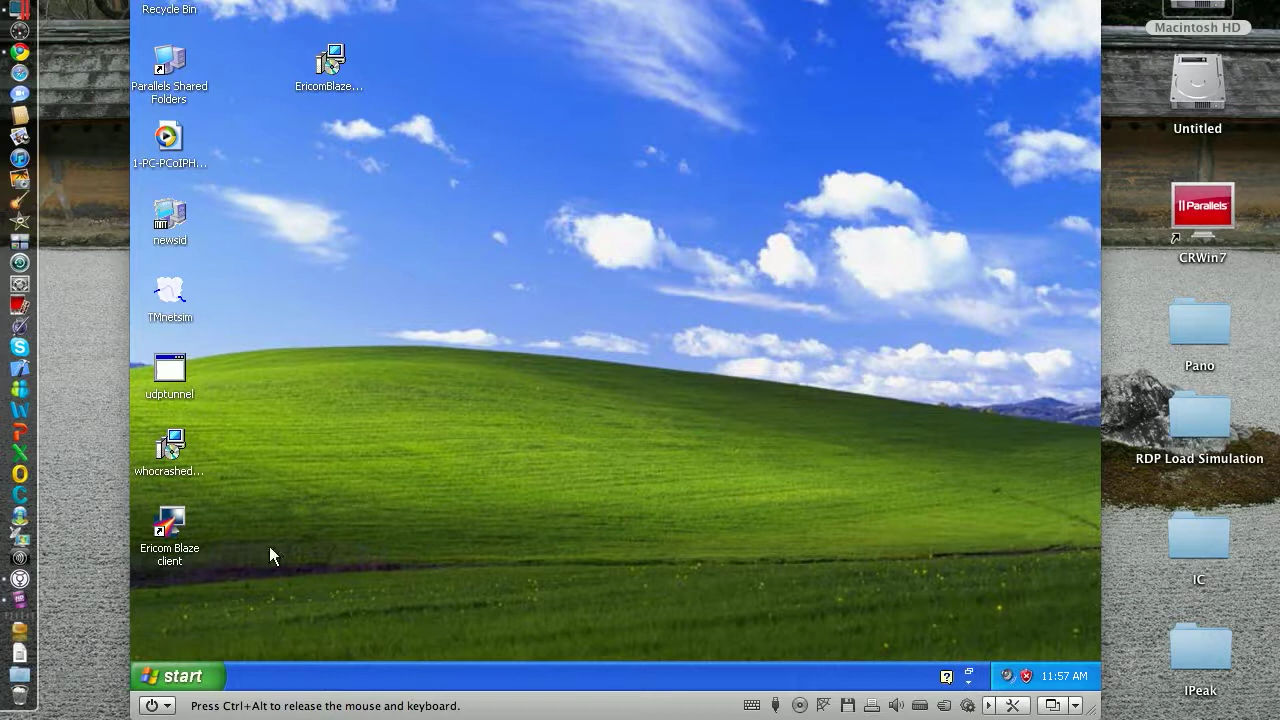 Recycle Bin
Parallels Shared
Folders
EricomBlaze...
1-PC-PCoIPH...
newsid
TMnetsim
udptunnel
whocrashed...
Ericom Blaze
client
start
11:57 AM
Press Ctrl+Alt to release the mouse and keyboard.
Macintosh HD
Untitled
Parallels
CRWin7
Pano
RDP Load Simulation
IC
IPeak